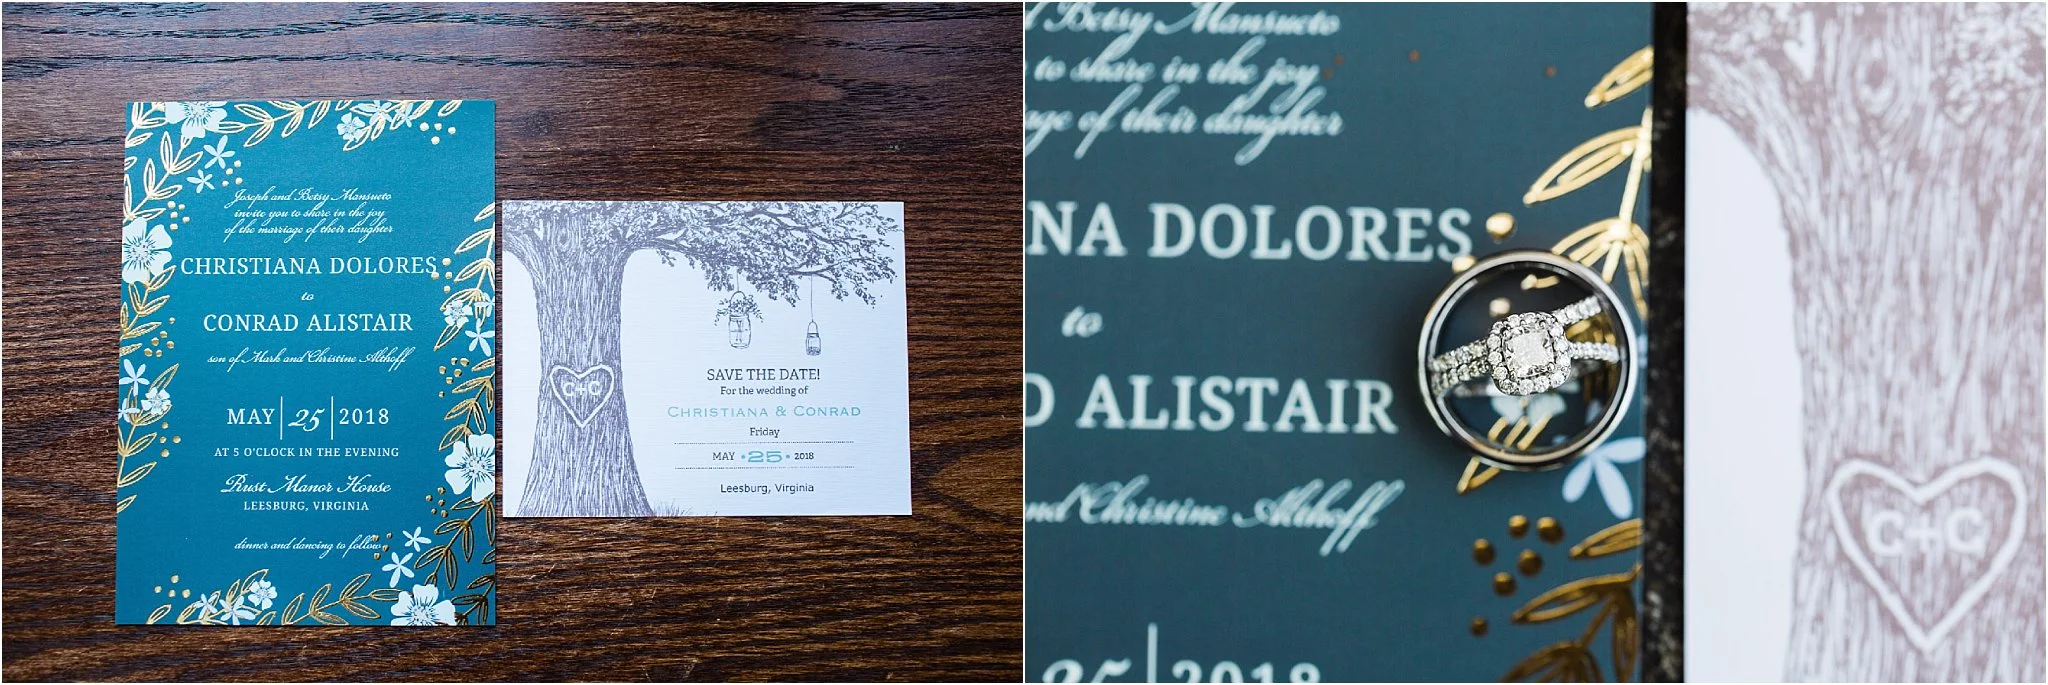 Joseph and Betsy Mansueto
invite you to share in the joy
of the marriage of their daughter
CHRISTIANA DOLORES
to
CONRAD ALISTAIR
son of Mark and Christine Althoff
MAY 25 2018
AT 5 O'CLOCK IN THE EVENING
Rust Manor House
LEESBURG, VIRGINIA
dinner and dancing to follow
C+C
SAVE THE DATE!
For the wedding of
CHRISTIANA & CONRAD
Friday
MAY •25• 2018
Leesburg, Virginia
d Betsy Mansueto
to share in the joy
ge of their daughter
NA DOLORES
to
D ALISTAIR
nd Christine Althoff
25 2018
C+C